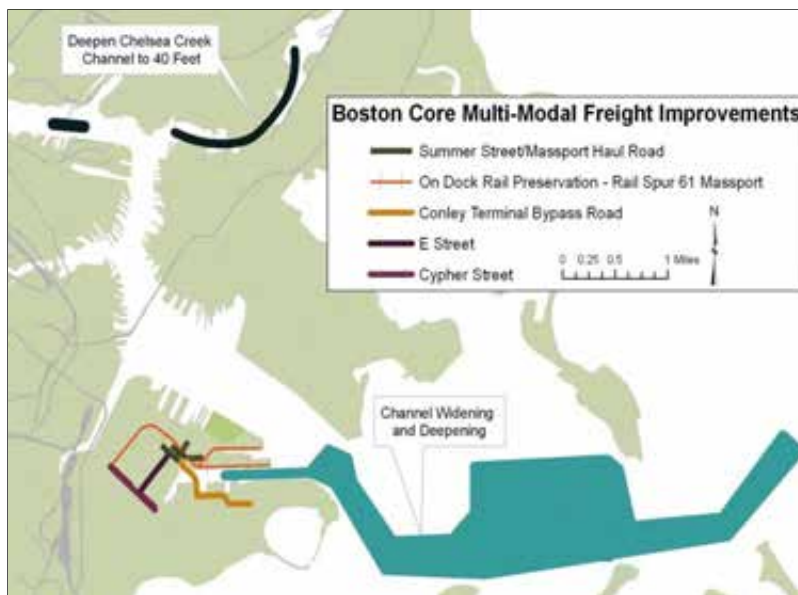 Deepen Chelsea Creek
Channel to 40 Feet
Boston Core Multi-Modal Freight Improvements
Summer Street/Massport Haul Road
On Dock Rail Preservation - Rail Spur 61 Massport
Conley Terminal Bypass Road
E Street
Cypher Street
N
0 0.25 0.5 1 Miles
Channel Widening
and Deepening